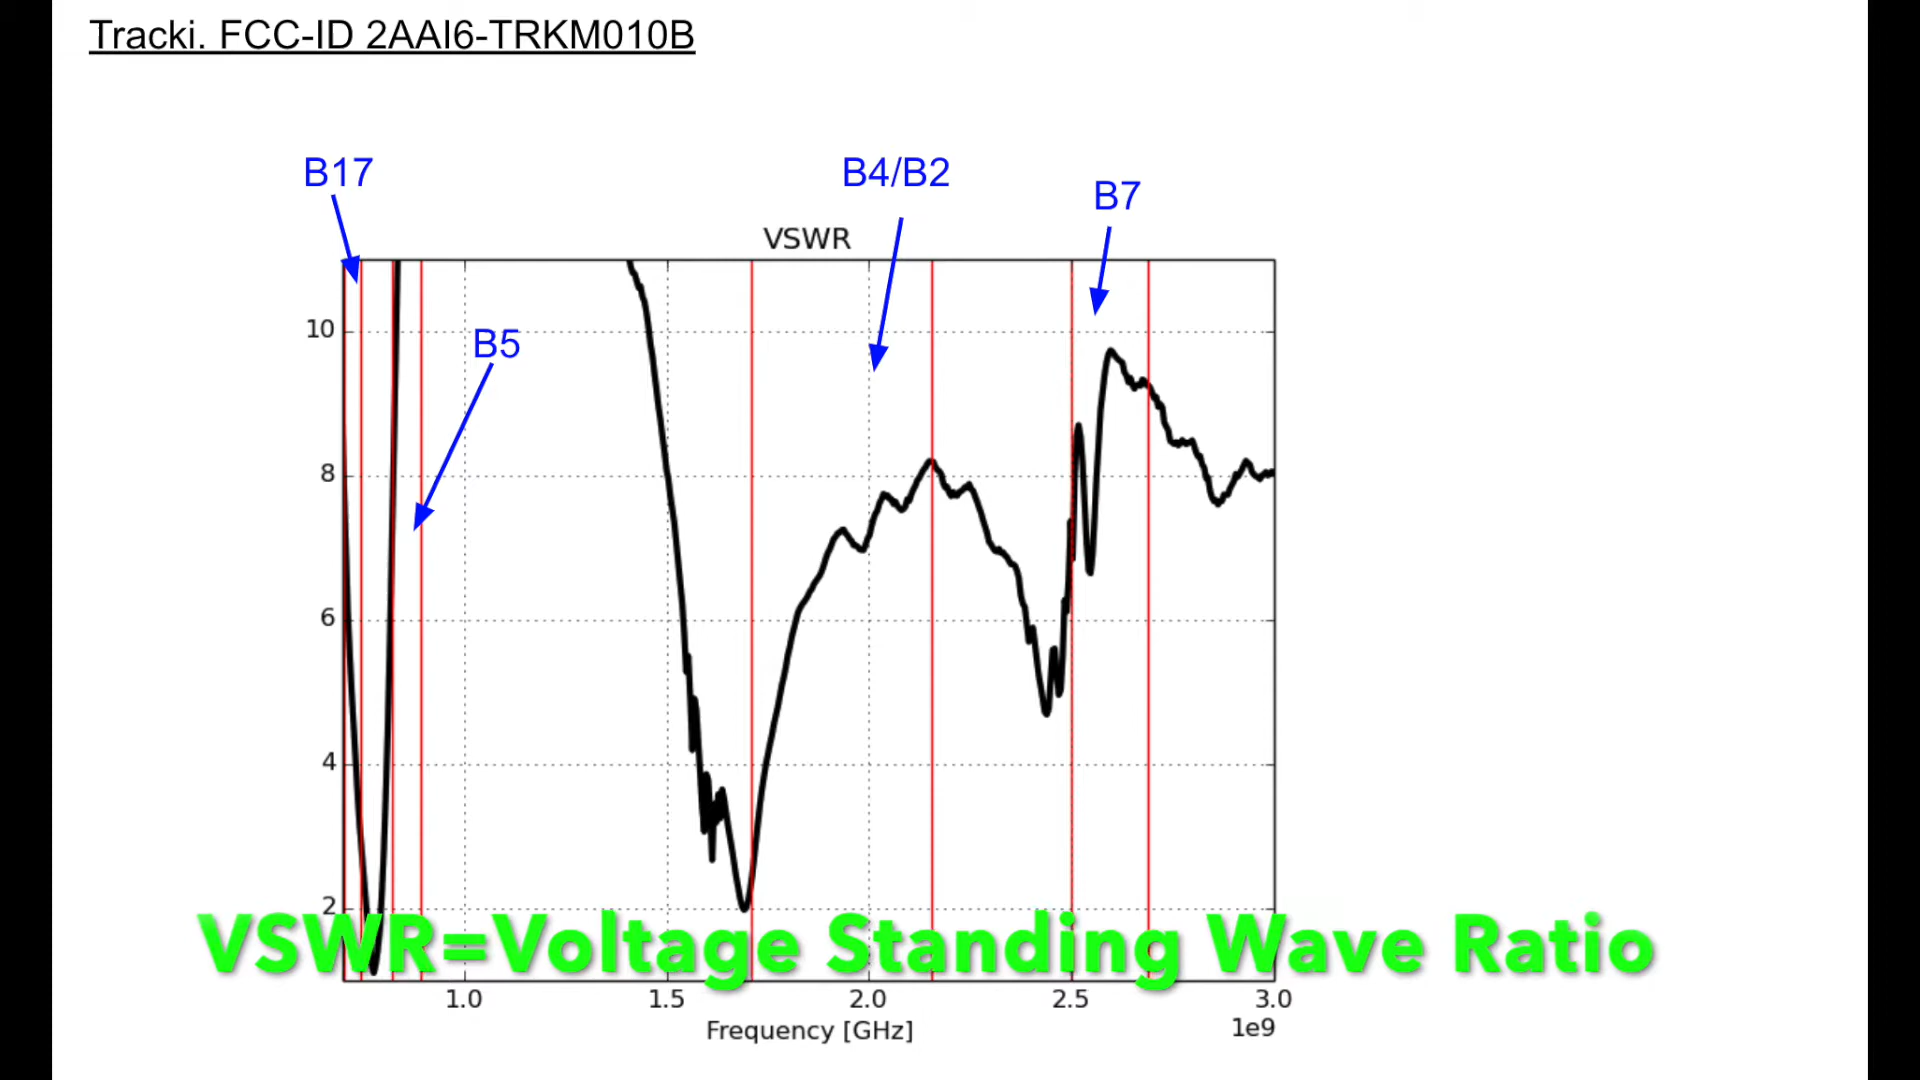 Tracki. FCC-ID 2AAI6-TRKM010B
B17
B4/B2
B7
VSWR
10
B5
8
6
4
2
VSWR=Voltage Standing Wave Ratio
1.0 1.5 2.0 2.5 3.0
Frequency [GHz] 1e9